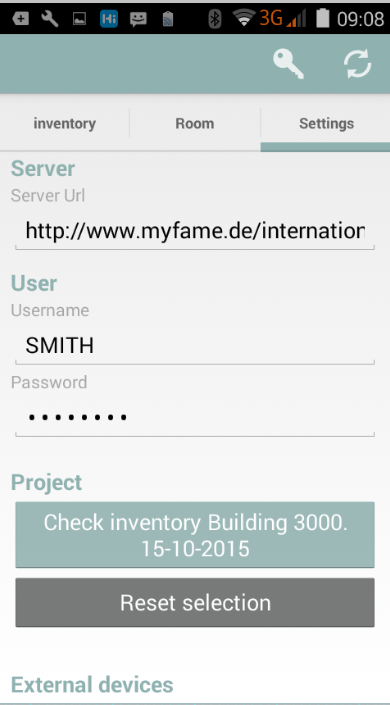 Hi
3G
09:08
inventory
Room
Settings
Server
Server Url
http://www.myfame.de/internation
User
Username
SMITH
Password
••••••••
Project
Check inventory Building 3000.
15-10-2015
Reset selection
External devices